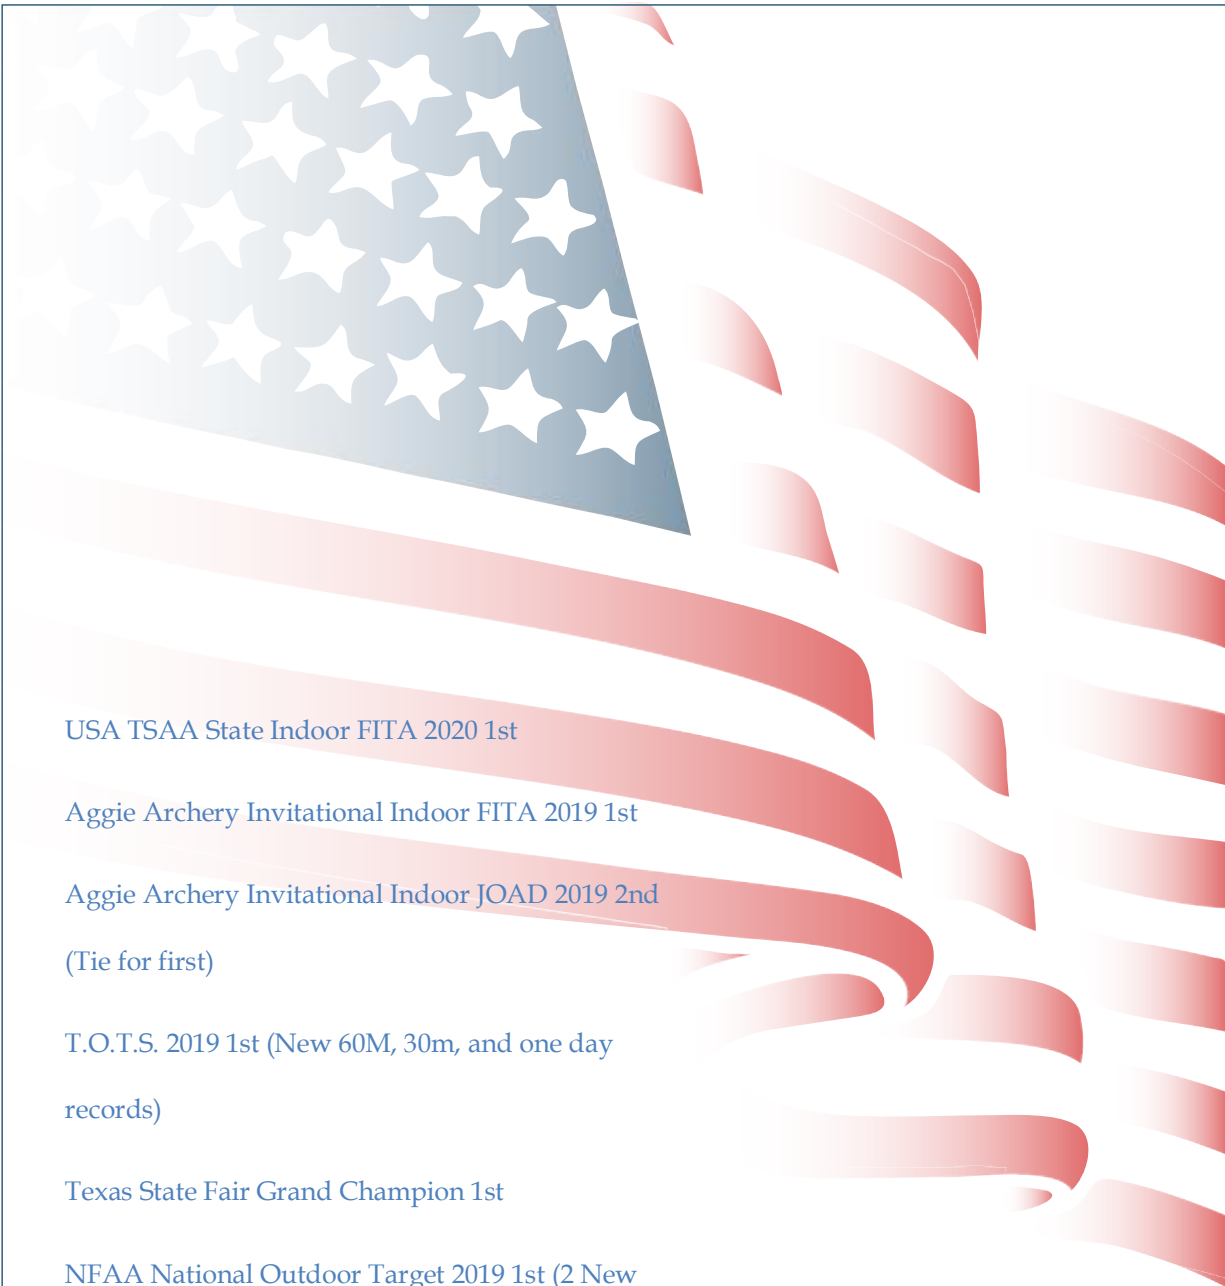 USA TSAA State Indoor FITA 2020 1st
Aggie Archery Invitational Indoor FITA 2019 1st
Aggie Archery Invitational Indoor JOAD 2019 2nd
(Tie for first)
T.O.T.S. 2019 1st (New 60M, 30m, and one day
records)
Texas State Fair Grand Champion 1st
NFAA National Outdoor Target 2019 1st (2 New